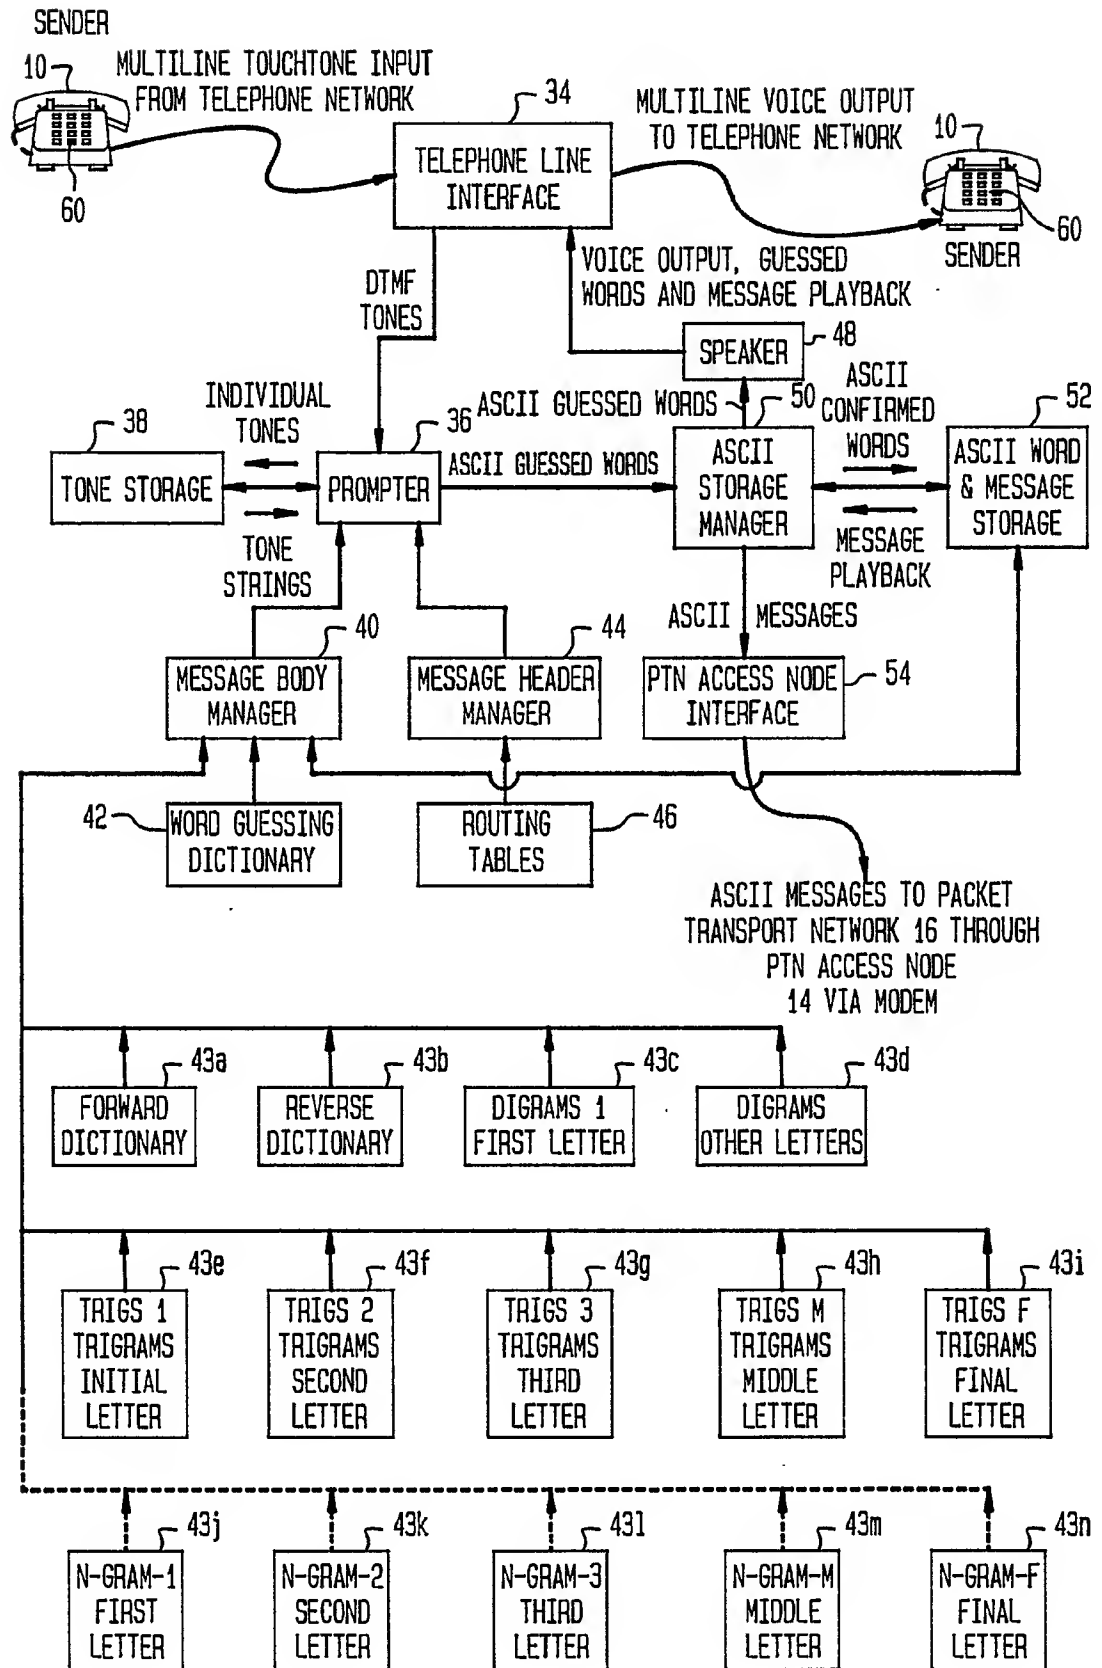 SENDER
10
MULTILINE TOUCHTONE INPUT
FROM TELEPHONE NETWORK
60
34
TELEPHONE LINE
INTERFACE
MULTILINE VOICE OUTPUT
TO TELEPHONE NETWORK
10
60
SENDER
DTMF
TONES
VOICE OUTPUT, GUESSED
WORDS AND MESSAGE PLAYBACK
SPEAKER
48
INDIVIDUAL
TONES
38
TONE STORAGE
TONE
STRINGS
36
PROMPTER
ASCII GUESSED WORDS
ASCII GUESSED WORDS
50
ASCII
STORAGE
MANAGER
ASCII
CONFIRMED
WORDS
MESSAGE
PLAYBACK
52
ASCII WORD
& MESSAGE
STORAGE
ASCII MESSAGES
40
MESSAGE BODY
MANAGER
44
MESSAGE HEADER
MANAGER
PTN ACCESS NODE
INTERFACE
54
42
WORD GUESSING
DICTIONARY
ROUTING
TABLES
46
ASCII MESSAGES TO PACKET
TRANSPORT NETWORK 16 THROUGH
PTN ACCESS NODE
14 VIA MODEM
43a
FORWARD
DICTIONARY
43b
REVERSE
DICTIONARY
43c
DIGRAMS 1
FIRST LETTER
43d
DIGRAMS
OTHER LETTERS
43e
TRIGS 1
TRIGRAMS
INITIAL
LETTER
43f
TRIGS 2
TRIGRAMS
SECOND
LETTER
43g
TRIGS 3
TRIGRAMS
THIRD
LETTER
43h
TRIGS M
TRIGRAMS
MIDDLE
LETTER
43i
TRIGS F
TRIGRAMS
FINAL
LETTER
43j
N-GRAM-1
FIRST
LETTER
43k
N-GRAM-2
SECOND
LETTER
43l
N-GRAM-3
THIRD
LETTER
43m
N-GRAM-M
MIDDLE
LETTER
43n
N-GRAM-F
FINAL
LETTER